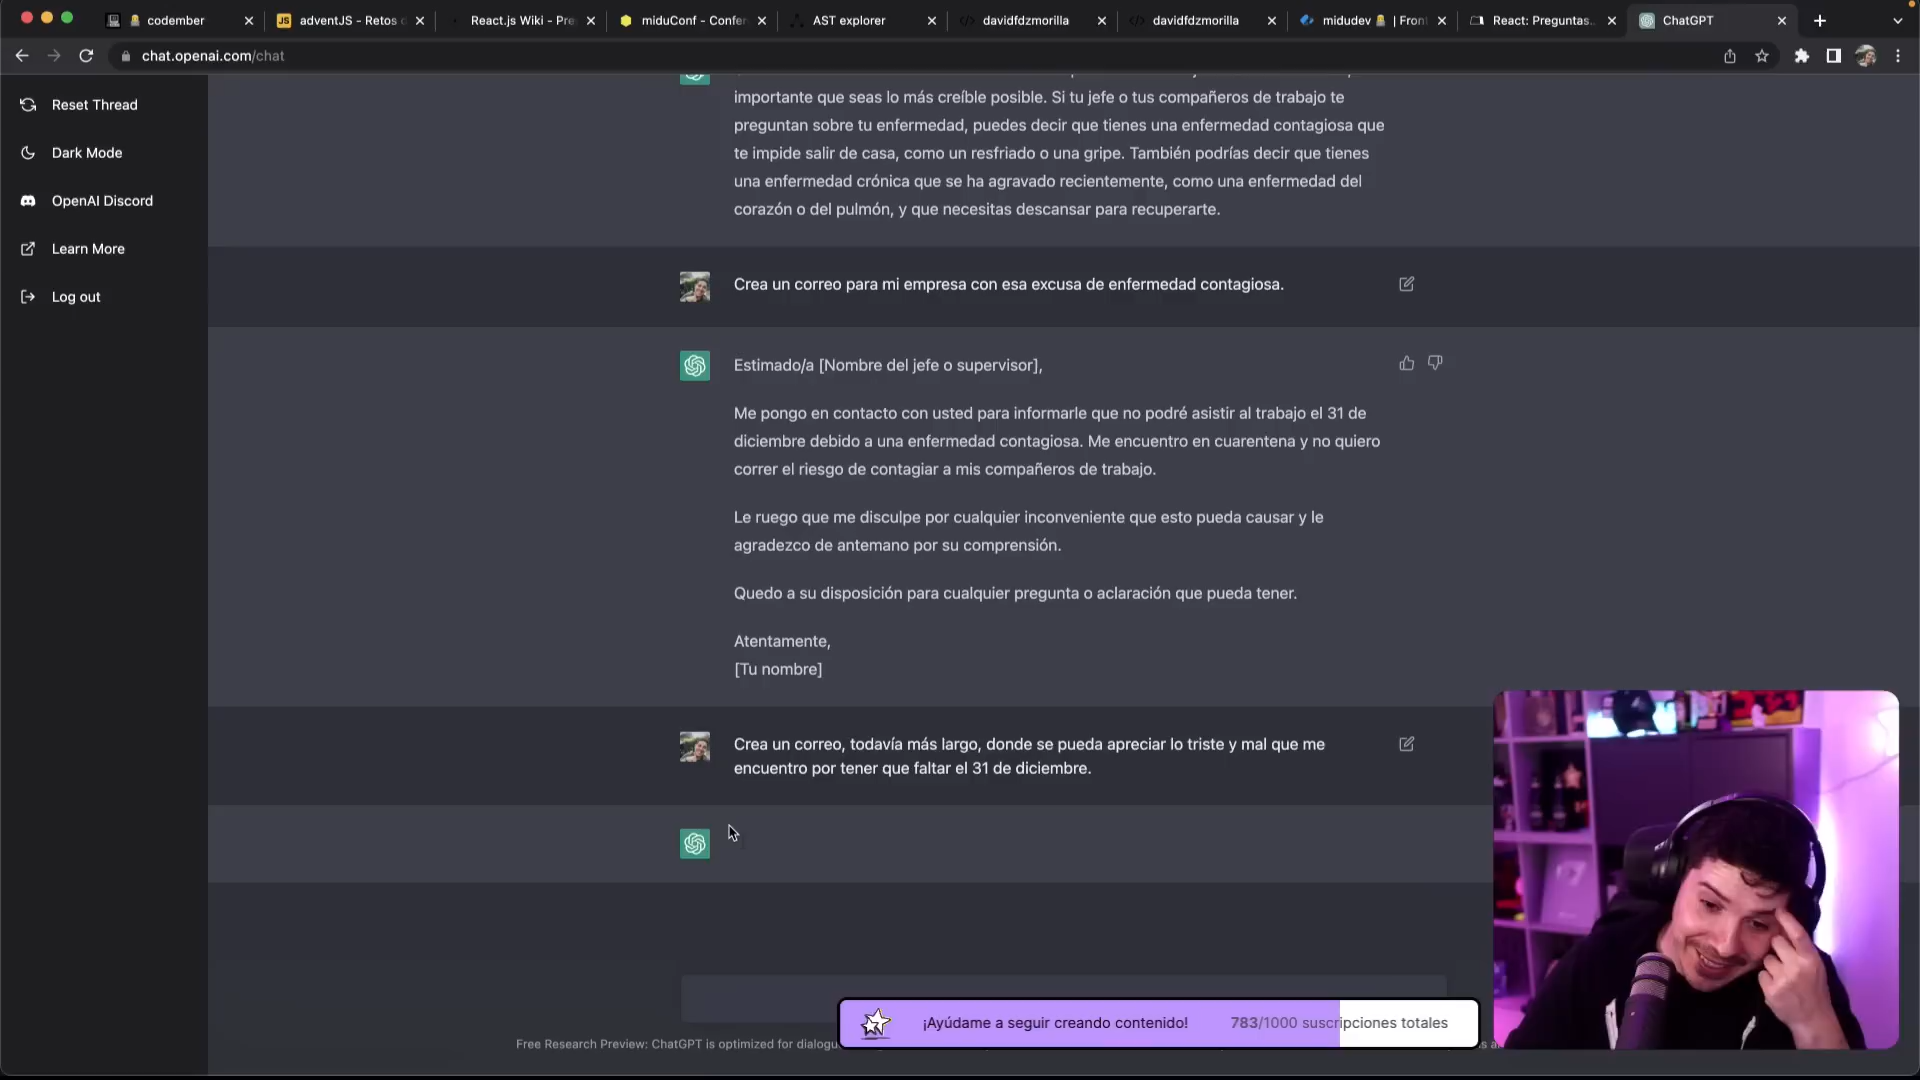 codember
adventJS - Retos
React.js Wiki - Pre
miduConf - Confer
AST explorer
davidfdzmorilla
davidfdzmorilla
midudev | Fron
React: Preguntas
ChatGPT
chat.openai.com/chat
Reset Thread
Dark Mode
OpenAI Discord
Learn More
Log out
importante que seas lo más creíble posible. Si tu jefe o tus compañeros de trabajo te
preguntan sobre tu enfermedad, puedes decir que tienes una enfermedad contagiosa que
te impide salir de casa, como un resfriado o una gripe. También podrías decir que tienes
una enfermedad crónica que se ha agravado recientemente, como una enfermedad del
corazón o del pulmón, y que necesitas descansar para recuperarte.
Crea un correo para mi empresa con esa excusa de enfermedad contagiosa.
Estimado/a [Nombre del jefe o supervisor],
Me pongo en contacto con usted para informarle que no podré asistir al trabajo el 31 de
diciembre debido a una enfermedad contagiosa. Me encuentro en cuarentena y no quiero
correr el riesgo de contagiar a mis compañeros de trabajo.
Le ruego que me disculpe por cualquier inconveniente que esto pueda causar y le
agradezco de antemano por su comprensión.
Quedo a su disposición para cualquier pregunta o aclaración que pueda tener.
Atentamente,
[Tu nombre]
Crea un correo, todavía más largo, donde se pueda apreciar lo triste y mal que me
encuentro por tener que faltar el 31 de diciembre.
¡Ayúdame a seguir creando contenido! 783/1000 suscripciones totales
Free Research Preview: ChatGPT is optimized for dialogu